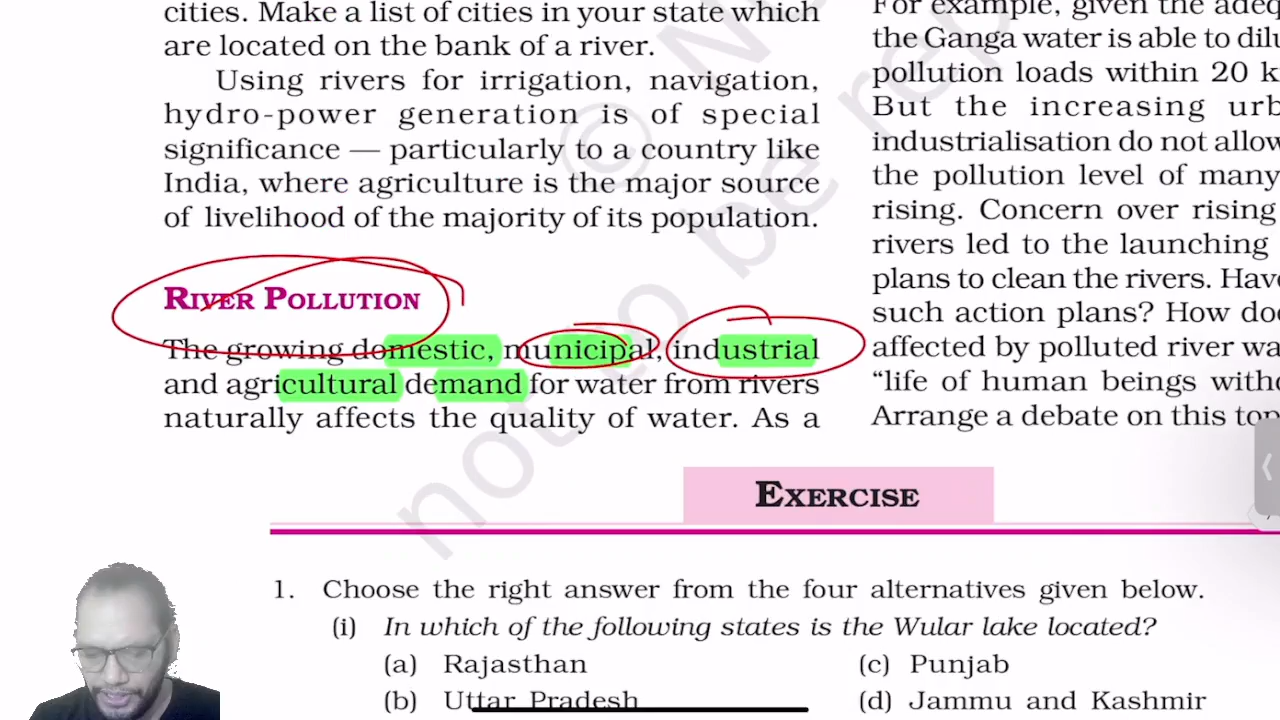 cities. Make a list of cities in your state which
are located on the bank of a river.
Using rivers for irrigation, navigation,
hydro-power generation is of special
significance — particularly to a country like
India, where agriculture is the major source
of livelihood of the majority of its population.
RIVER POLLUTION
The growing domestic, municipal, industrial
and agricultural demand for water from rivers
naturally affects the quality of water. As a
For example, given the
the Ganga water is able to
pollution loads within 20
But the increasing
industrialisation do not allow
the pollution level of many
rising. Concern over rising
rivers led to the launching
plans to clean the rivers. Have
such action plans? How
affected by polluted river
"life of human beings
Arrange a debate on this
not to be
©
EXERCISE
1. Choose the right answer from the four alternatives given below.
(i) In which of the following states is the Wular lake located?
(a) Rajasthan (c) Punjab
(b) Uttar Pradesh (d) Jammu and Kashmir